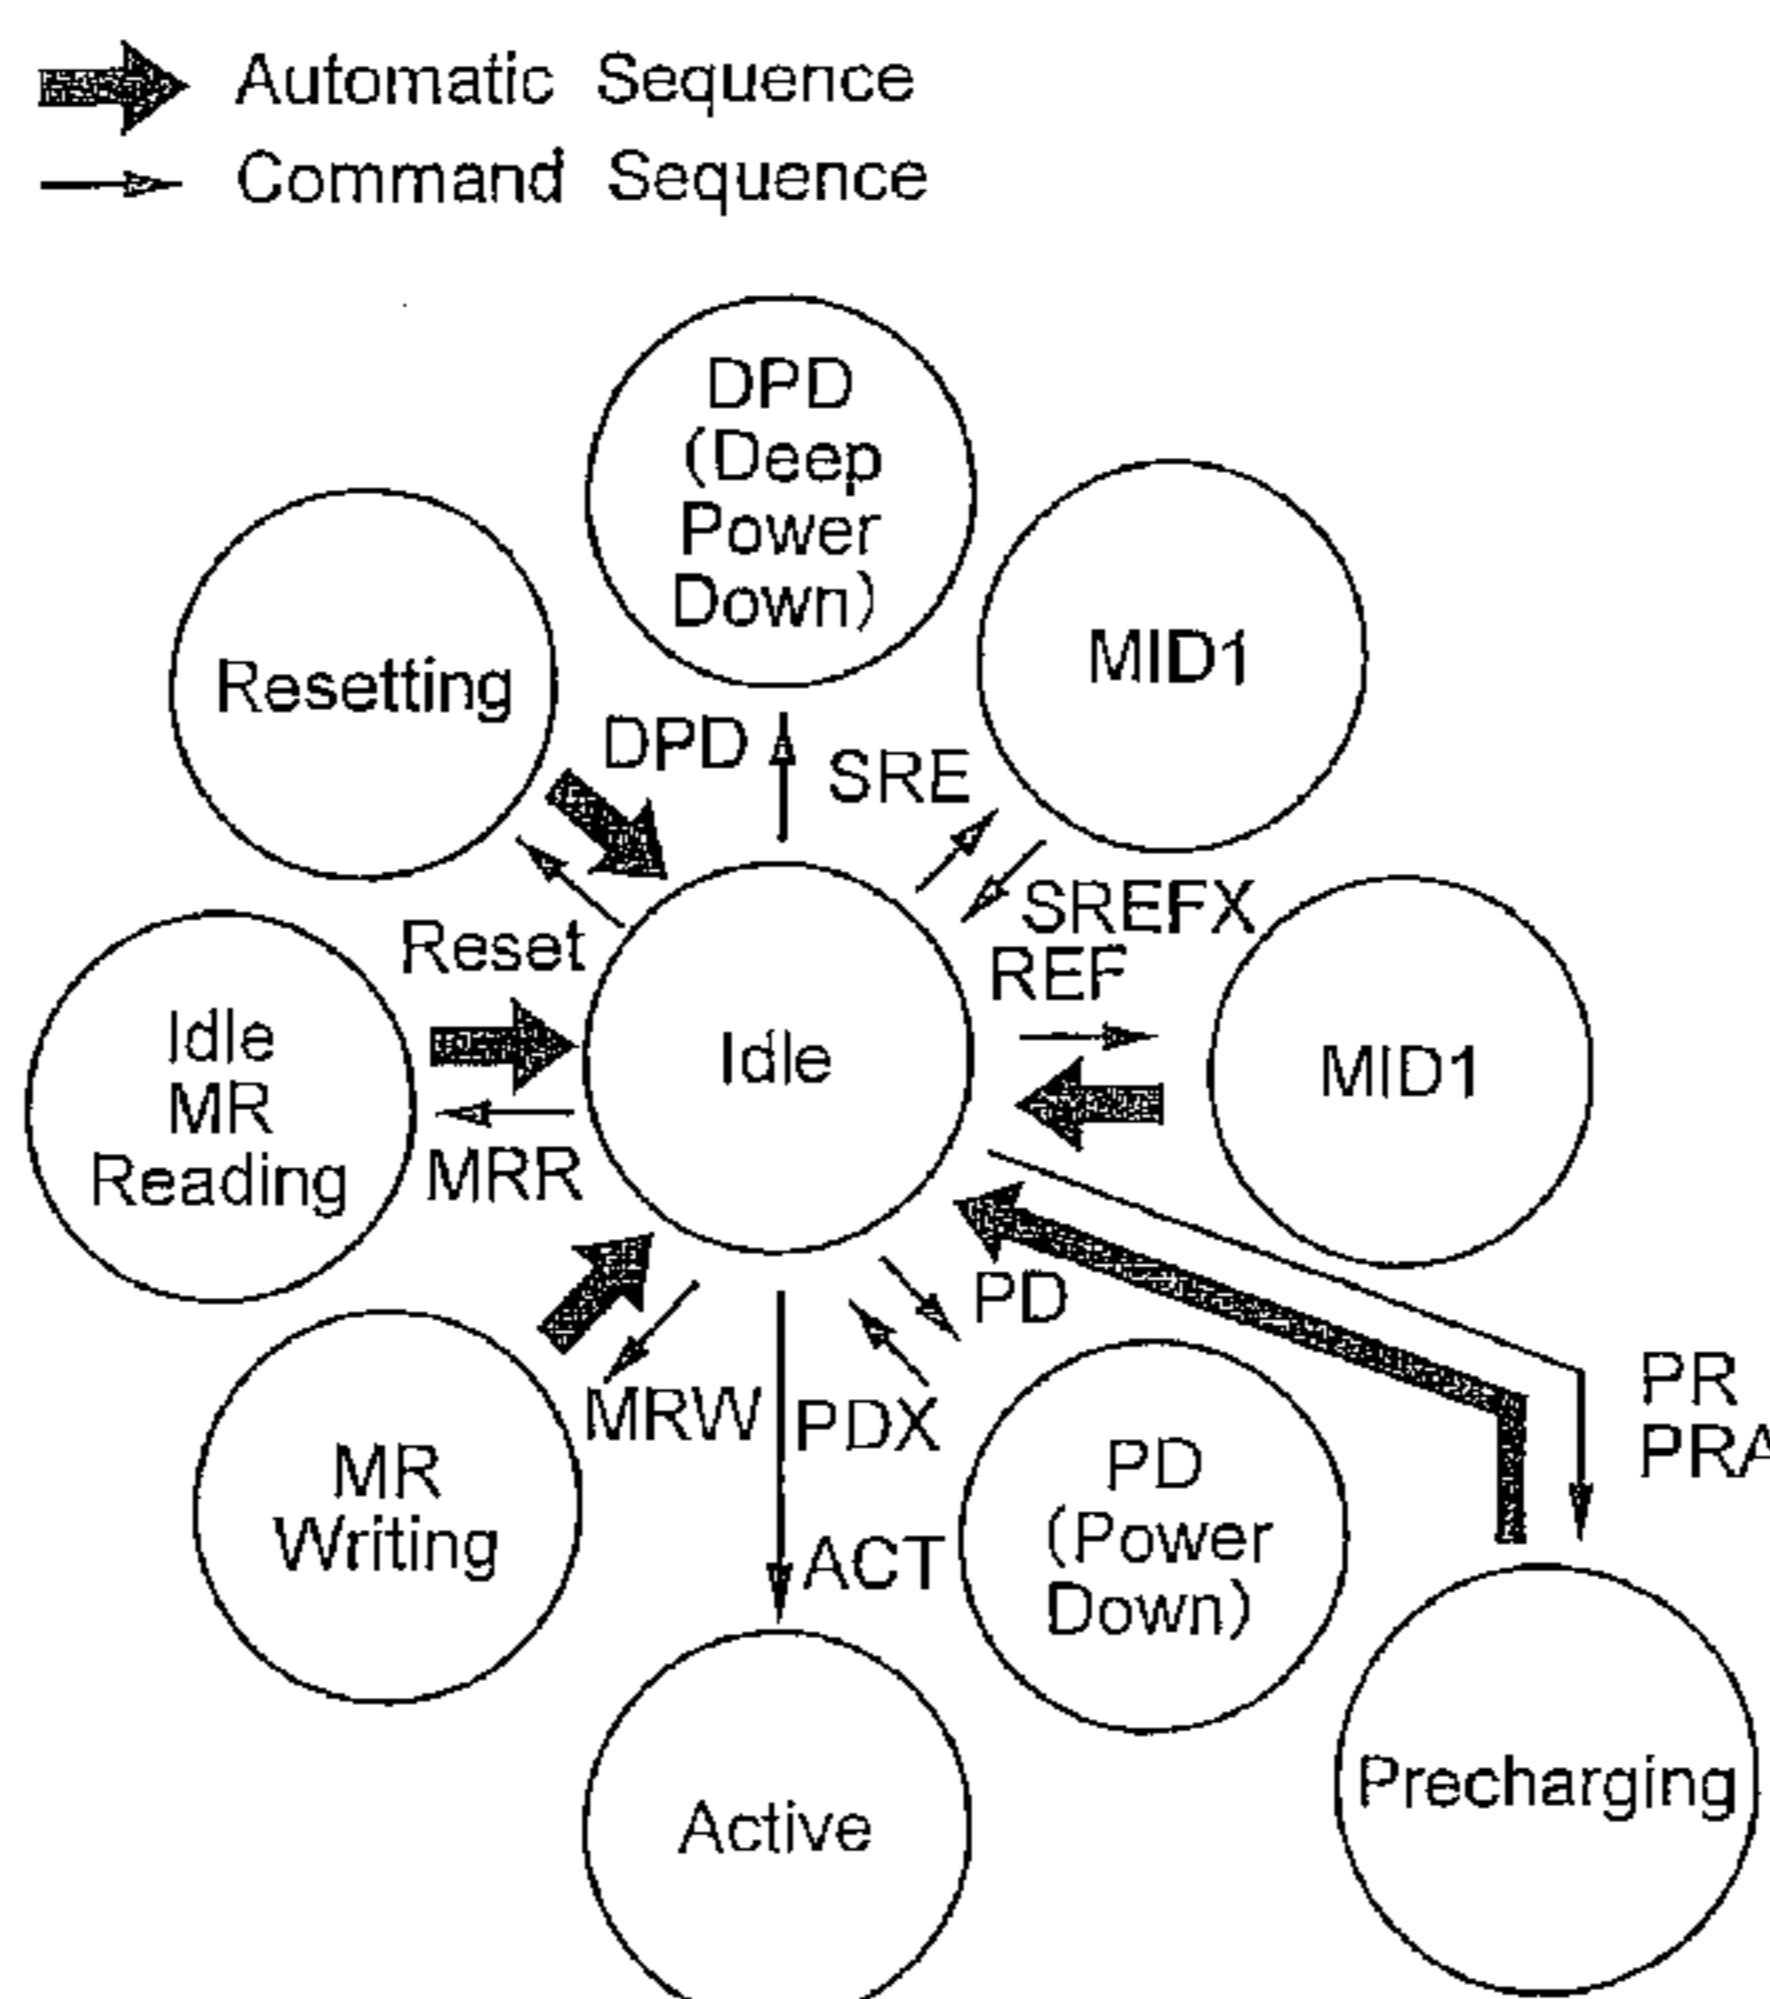 Automatic Sequence
Command Sequence
DPD
(Deep
Power
Down)
MID1
Resetting
DPD
SRE
SREFX
Reset
REF
Idle
MR
Reading
Idle
MID1
MRR
PD
PR
PRA
MRW
PDX
MR
Writing
PD
(Power
Down)
ACT
Precharging
Active